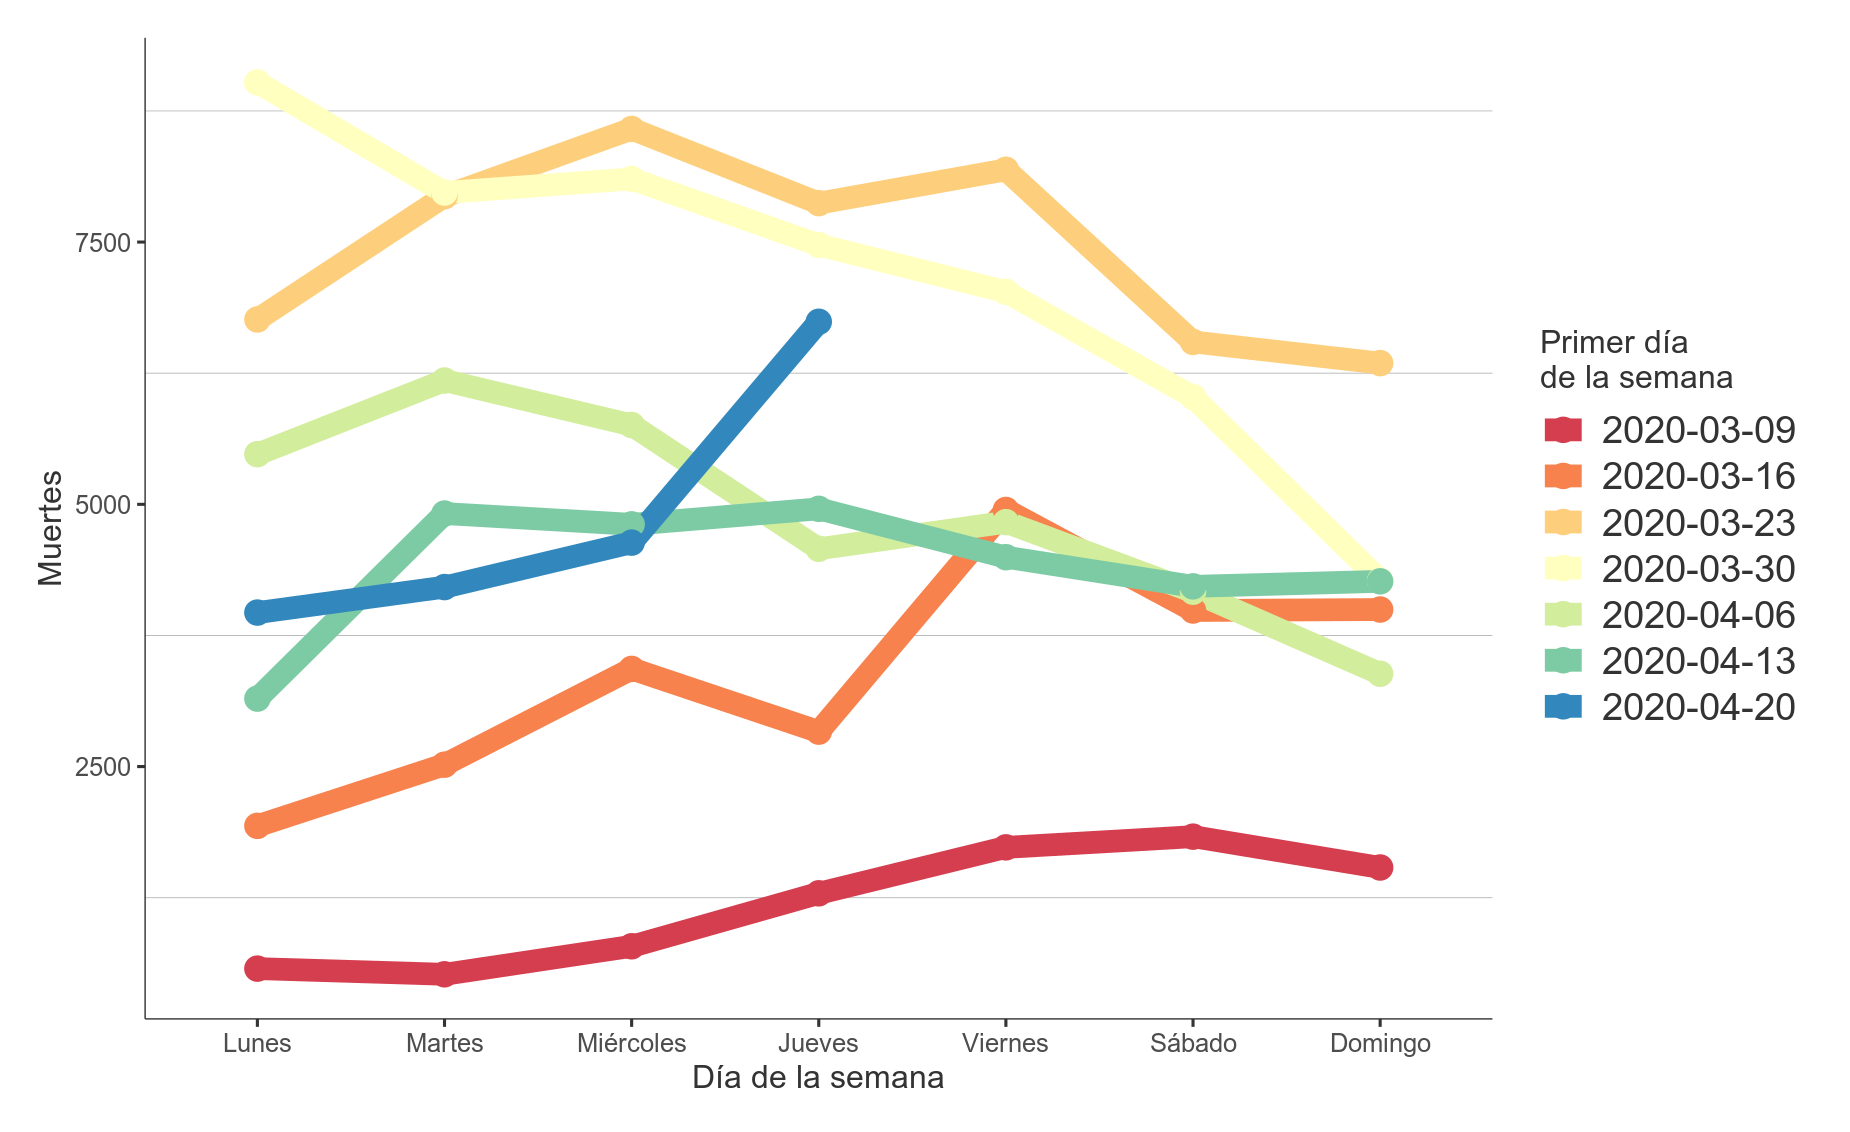 7500
5000
2500
Muertes
Lunes
Martes
Miércoles
Jueves
Viernes
Sábado
Domingo
Día de la semana
Primer día
de la semana
2020-03-09
2020-03-16
2020-03-23
2020-03-30
2020-04-06
2020-04-13
2020-04-20